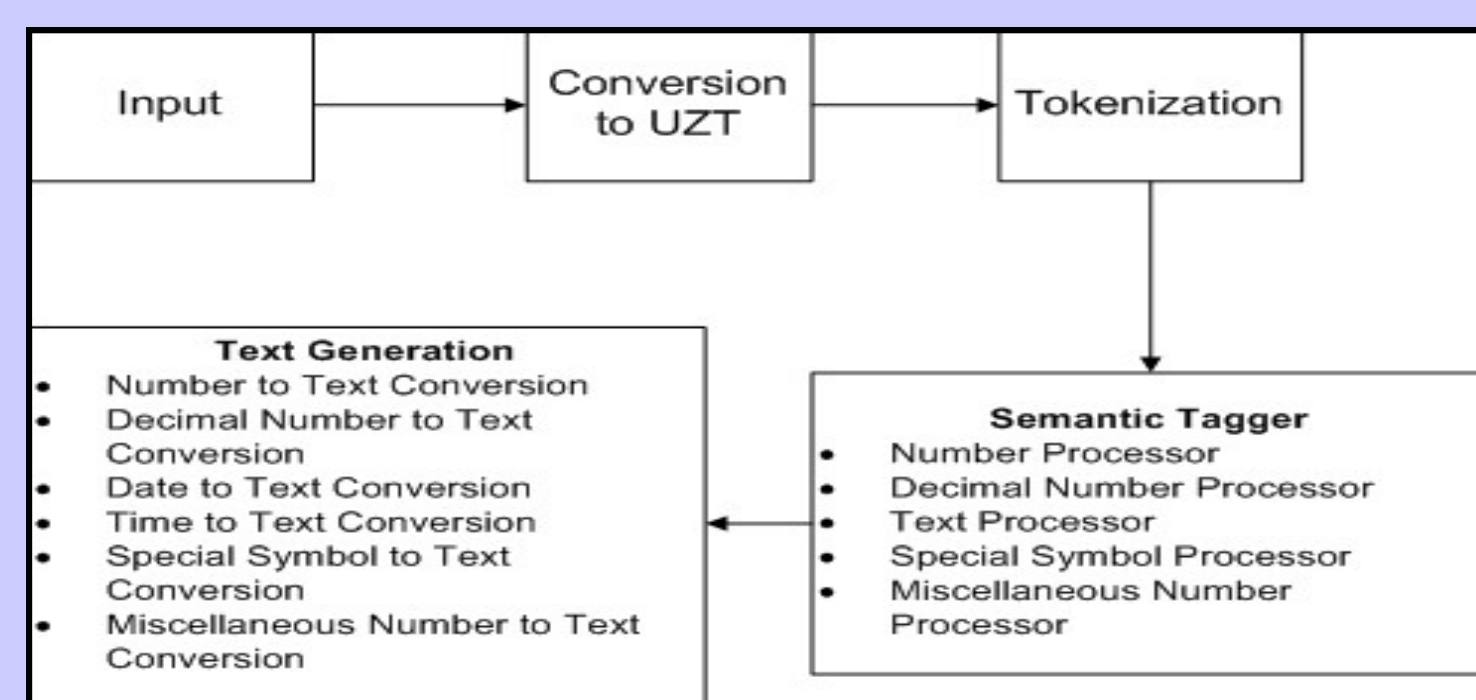 Input
Conversion
to UZT
Tokenization
Text Generation
• Number to Text Conversion
• Decimal Number to Text
Conversion
• Date to Text Conversion
• Time to Text Conversion
• Special Symbol to Text
Conversion
• Miscellaneous Number to Text
Conversion
Semantic Tagger
• Number Processor
• Decimal Number Processor
• Text Processor
• Special Symbol Processor
• Miscellaneous Number
Processor